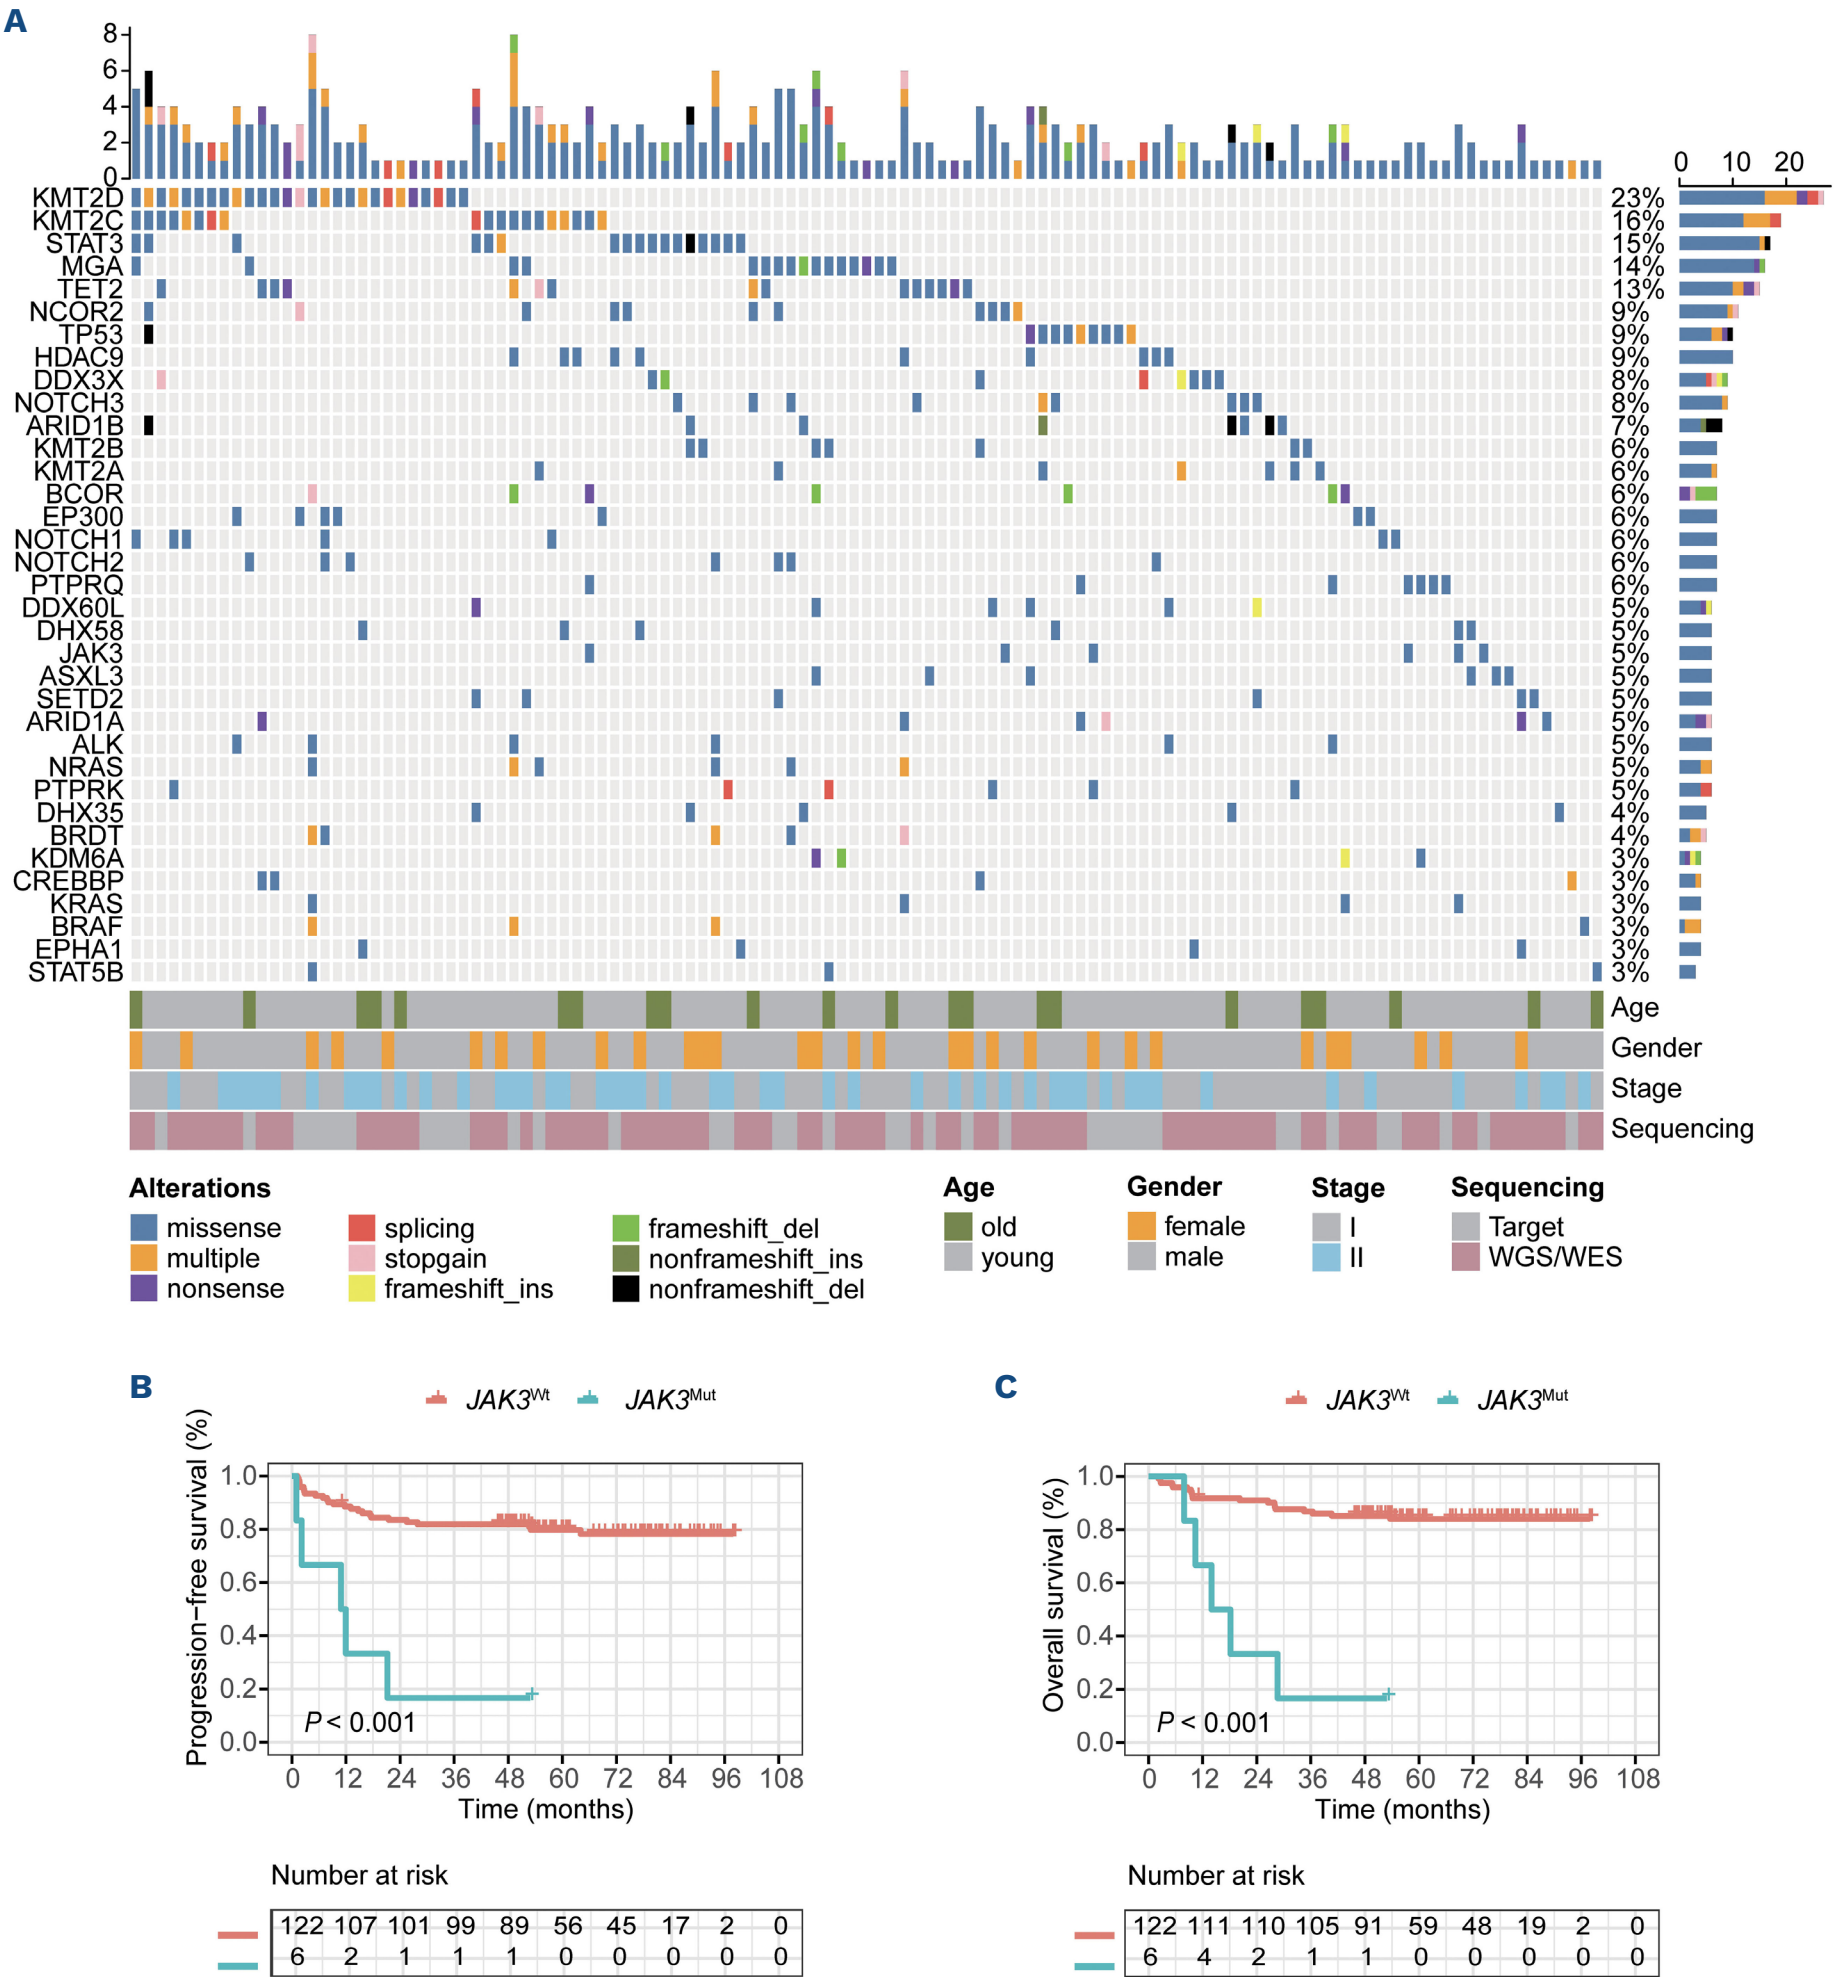 A
8
6
4
2
0
0 10 20
KMT2D 23%
KMT2C 16%
STAT3 15%
MGA 14%
TET2 13%
NCOR2 9%
TP53 9%
HDAC9 9%
DDX3X 8%
NOTCH3 8%
ARID1B 7%
KMT2B 6%
KMT2A 6%
BCOR 6%
EP300 6%
NOTCH1 6%
NOTCH2 6%
PTPRQ 6%
DDX60L 5%
DHX58 5%
JAK3 5%
ASXL3 5%
SETD2 5%
ARID1A 5%
ALK 5%
NRAS 5%
PTPRK 5%
DHX35 4%
BRDT 4%
KDM6A 3%
CREBBP 3%
KRAS 3%
BRAF 3%
EPHA1 3%
STAT5B 3%
Age
Gender
Stage
Sequencing
Alterations
missense
multiple
nonsense
splicing
stopgain
frameshift_ins
frameshift_del
nonframeshift_ins
nonframeshift_del
Age
old
young
Gender
female
male
Stage
I
II
Sequencing
Target
WGS/WES
B
JAK3Wt JAK3Mut
Progression−free survival (%)
1.0
0.8
0.6
0.4
0.2
0.0
P < 0.001
0 12 24 36 48 60 72 84 96 108
Time (months)
Number at risk
122 107 101 99 89 56 45 17 2 0
6 2 1 1 1 0 0 0 0 0
C
JAK3Wt JAK3Mut
Overall survival (%)
1.0
0.8
0.6
0.4
0.2
0.0
P < 0.001
0 12 24 36 48 60 72 84 96 108
Time (months)
Number at risk
122 111 110 105 91 59 48 19 2 0
6 4 2 1 1 0 0 0 0 0